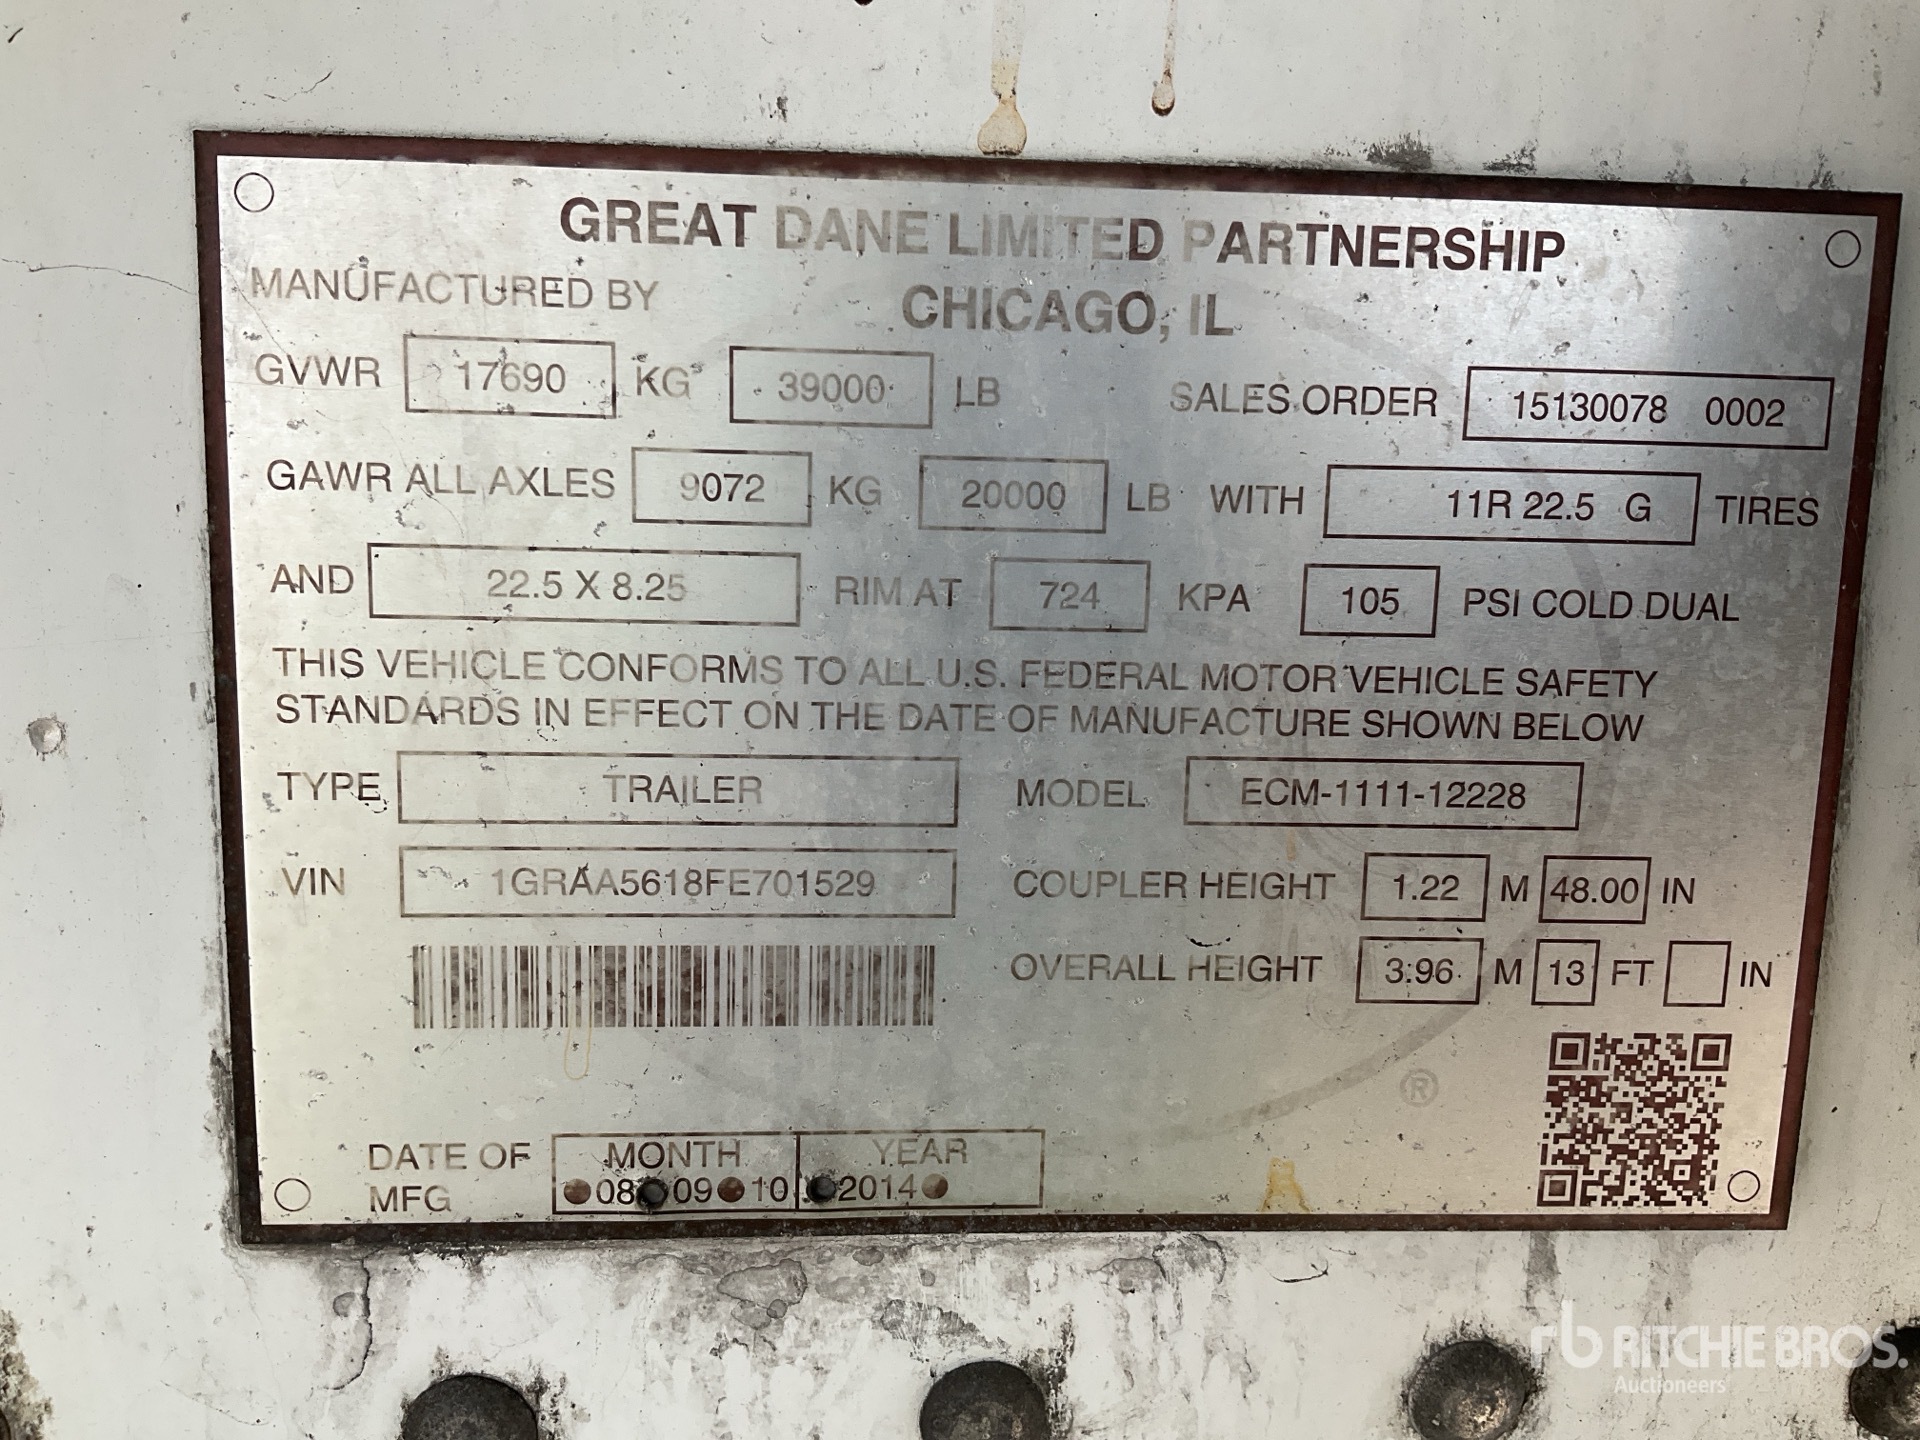 GREAT DANE LIMITED PARTNERSHIP
MANUFACTURED BY CHICAGO, IL
GVWR 17690 KG 39000 LB SALES ORDER 15130078 0002
GAWR ALL AXLES 9072 KG 20000 LB WITH 11R 22.5 G TIRES
AND 22.5 X 8.25 RIM AT 724 KPA 105 PSI COLD DUAL
THIS VEHICLE CONFORMS TO ALL U.S. FEDERAL MOTOR VEHICLE SAFETY
STANDARDS IN EFFECT ON THE DATE OF MANUFACTURE SHOWN BELOW
TYPE TRAILER MODEL ECM-1111-12228
VIN 1GRAA5618FE701529 COUPLER HEIGHT 1.22 M 48.00 IN
OVERALL HEIGHT 3.96 M 13 FT IN
®
DATE OF MONTH YEAR
MFG 08 09 10 2014
rb RITCHIE BROS.
Auctioneers